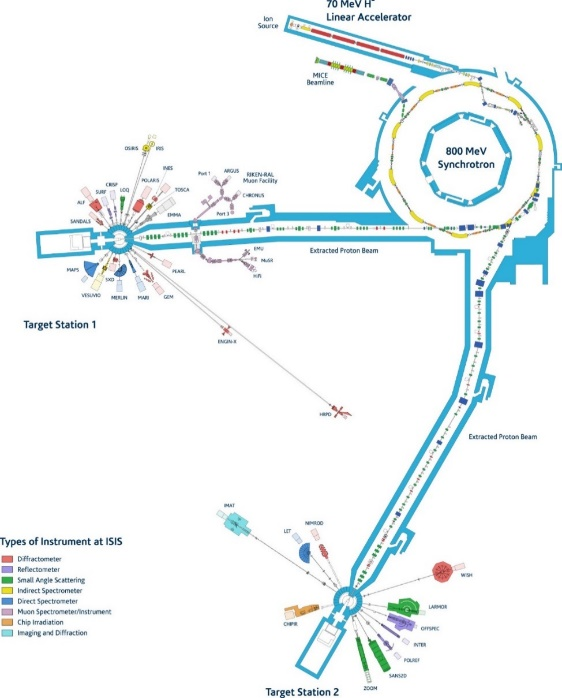 70 MeV H⁻
Linear Accelerator
Ion
Source
MICE
Beamline
800 MeV
Synchrotron
OSIRIS
IRIS
INES
POLARIS
TOSCA
CRISP
LOQ
SURF
ALF
SANDALS
EMMA
Port 1
ARGUS
RIKEN-RAL
Muon Facility
CHRONUS
Port 3
Extracted Proton Beam
EMU
MuSR
HiFi
MAPS
VESUVIO
SXD
MERLIN
MARI
GEM
PEARL
Target Station 1
ENGIN-X
HRPD
Extracted Proton Beam
IMAT
NIMROD
LET
WISH
Types of Instrument at ISIS
Diffractometer
Reflectometer
Small Angle Scattering
Indirect Spectrometer
Direct Spectrometer
Muon Spectrometer/Instrument
Chip Irradiation
Imaging and Diffraction
CHIPIR
LARMOR
OFFSPEC
INTER
POLREF
SANS2D
ZOOM
Target Station 2